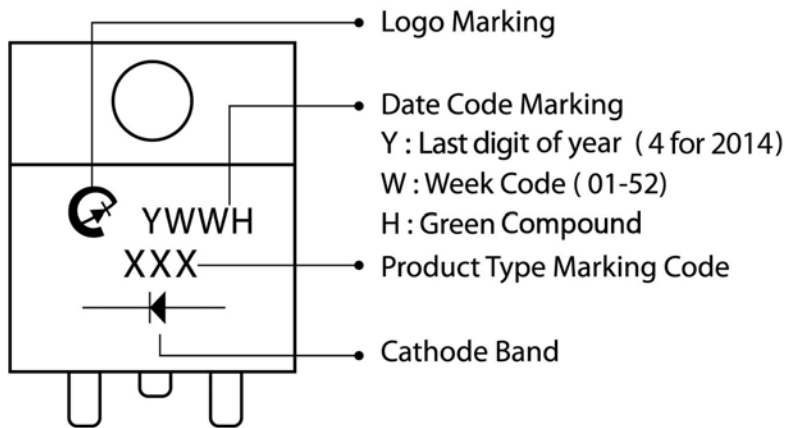 Logo Marking
Date Code Marking
Y : Last digit of year ( 4 for 2014)
W : Week Code ( 01-52)
YWWH
H : Green Compound
XXX
Product Type Marking Code
Cathode Band